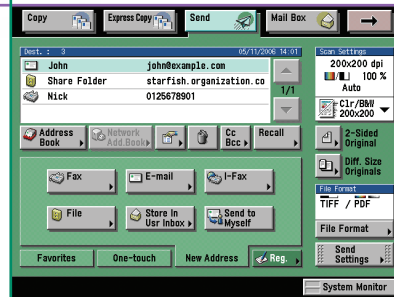 Copy
Express Copy
Send
Mail Box
Dest. : 3
05/11/2006 14:01
John john@example.com
Share Folder starfish.organization.co
Nick 0125678901
1/1
Address Book
Network Add.Book
Cc Bcc
Recall
Fax
E-mail
I-Fax
File
Store In Usr Inbox
Send to Myself
Favorites
One-touch
New Address
Reg.
Scan Settings
200x200 dpi
100 %
Auto
Clr/B&W
200×200
2-Sided
Original
Diff. Size
Originals
File Format
TIFF / PDF
File Format
Send
Settings
System Monitor